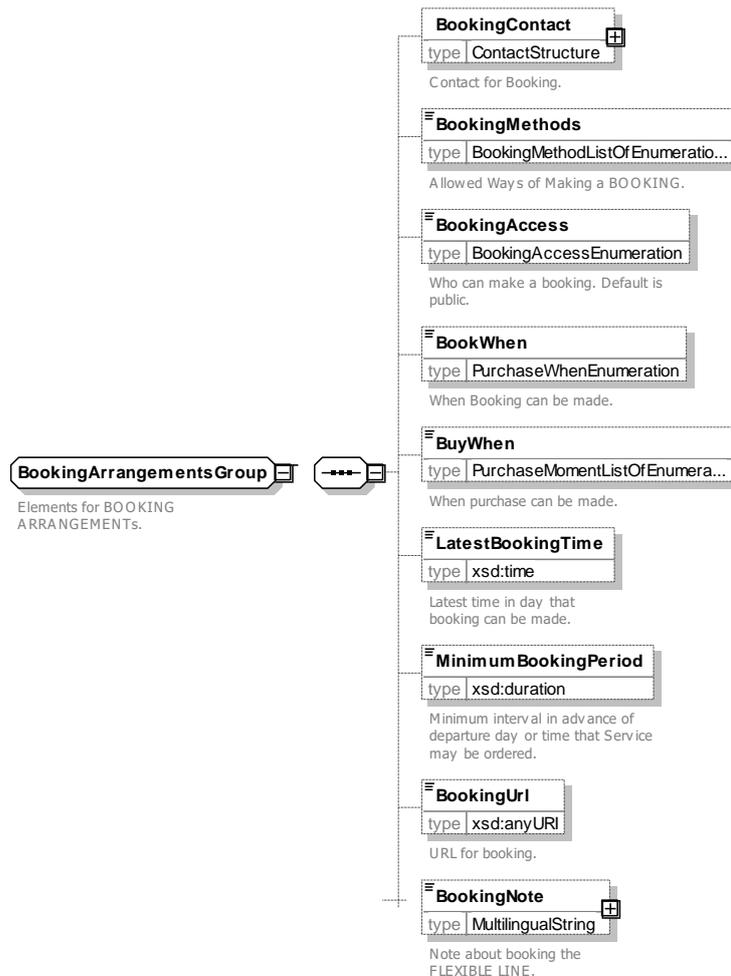 BookingContact
type ContactStructure
Contact for Booking.
BookingMethods
type BookingMethodListOfEnumeratio...
Allowed Ways of Making a BOOKING.
BookingAccess
type BookingAccessEnumeration
Who can make a booking. Default is
public.
BookWhen
type PurchaseWhenEnumeration
When Booking can be made.
BookingArrangementsGroup
Elements for BOOKING
ARRANGEMENTs.
BuyWhen
type PurchaseMomentListOfEnumera...
When purchase can be made.
LatestBookingTime
type xsd:time
Latest time in day that
booking can be made.
MinimumBookingPeriod
type xsd:duration
Minimum interval in advance of
departure day or time that Service
may be ordered.
BookingUrl
type xsd:anyURI
URL for booking.
BookingNote
type MultilingualString
Note about booking the
FLEXIBLE LINE.